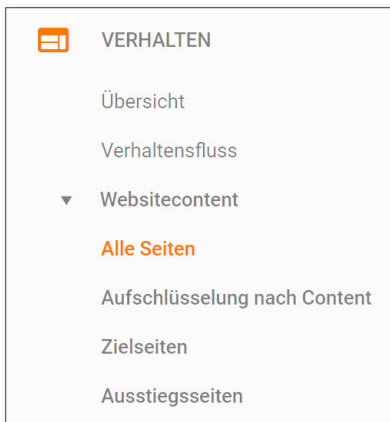 VERHALTEN
Übersicht
Verhaltensfluss
Websitecontent
Alle Seiten
Aufschlüsselung nach Content
Zielseiten
Ausstiegsseiten